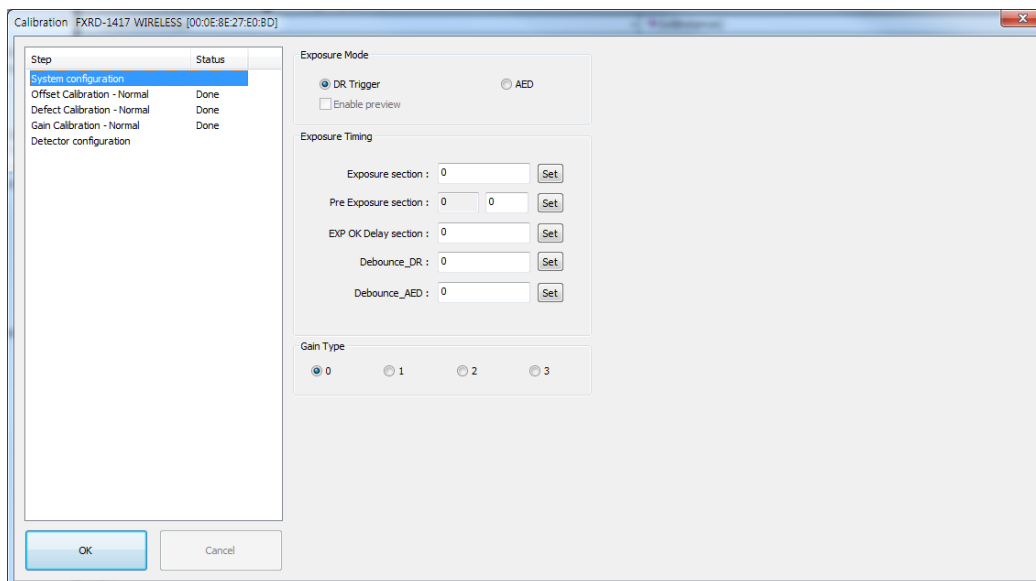 Calibration FXRD-1417 WIRELESS [00:0E:8E:27:E0:BD]
Step Status
System configuration
Offset Calibration - Normal Done
Defect Calibration - Normal Done
Gain Calibration - Normal Done
Detector configuration
OK Cancel
Exposure Mode
DR Trigger AED
Enable preview
Exposure Timing
Exposure section : 0 Set
Pre Exposure section : 0 0 Set
EXP OK Delay section : 0 Set
Debounce_DR : 0 Set
Debounce_AED : 0 Set
Gain Type
0 1 2 3